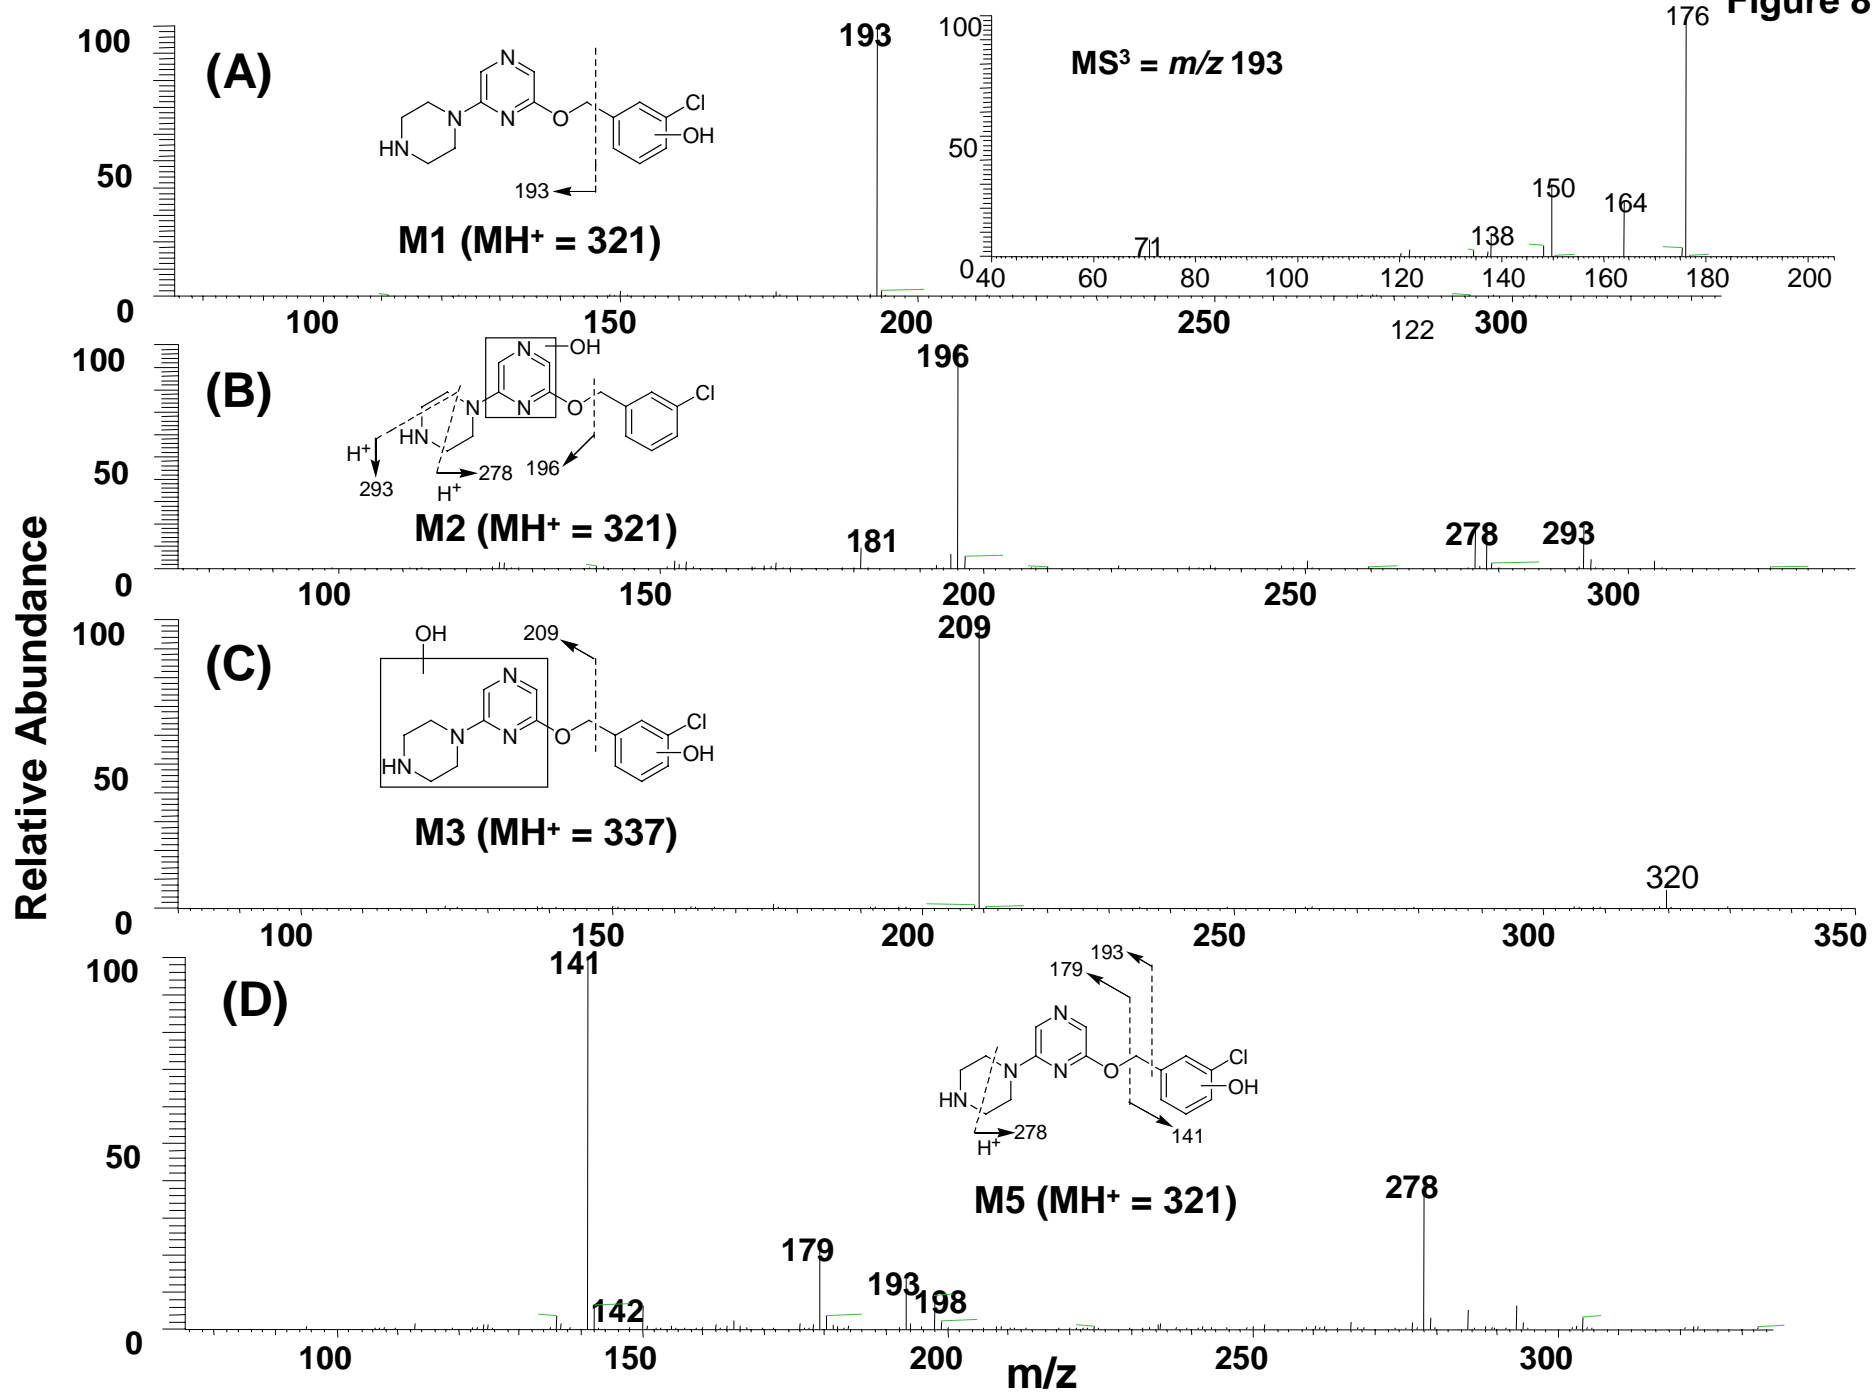 Figure 8
Relative Abundance
(A)
100
50
0
193
N
N
N
HN
O
Cl
OH
193
M1 (MH+ = 321)
MS3 = m/z 193
100
50
0
176
150
164
138
71
40 60 80 100 120 140 160 180 200
100 150 200 250 300
122
(B)
100
50
0
196
N
OH
N
N
HN
O
Cl
H+
293
H+
278
196
M2 (MH+ = 321)
181
278
293
100 150 200 250 300
(C)
100
50
0
209
OH
209
N
N
N
HN
O
Cl
OH
M3 (MH+ = 337)
320
100 150 200 250 300 350
(D)
100
50
0
141
193
179
N
N
N
HN
O
Cl
OH
H+
278
141
M5 (MH+ = 321)
142
179
193
198
278
100 150 200 250 300
m/z